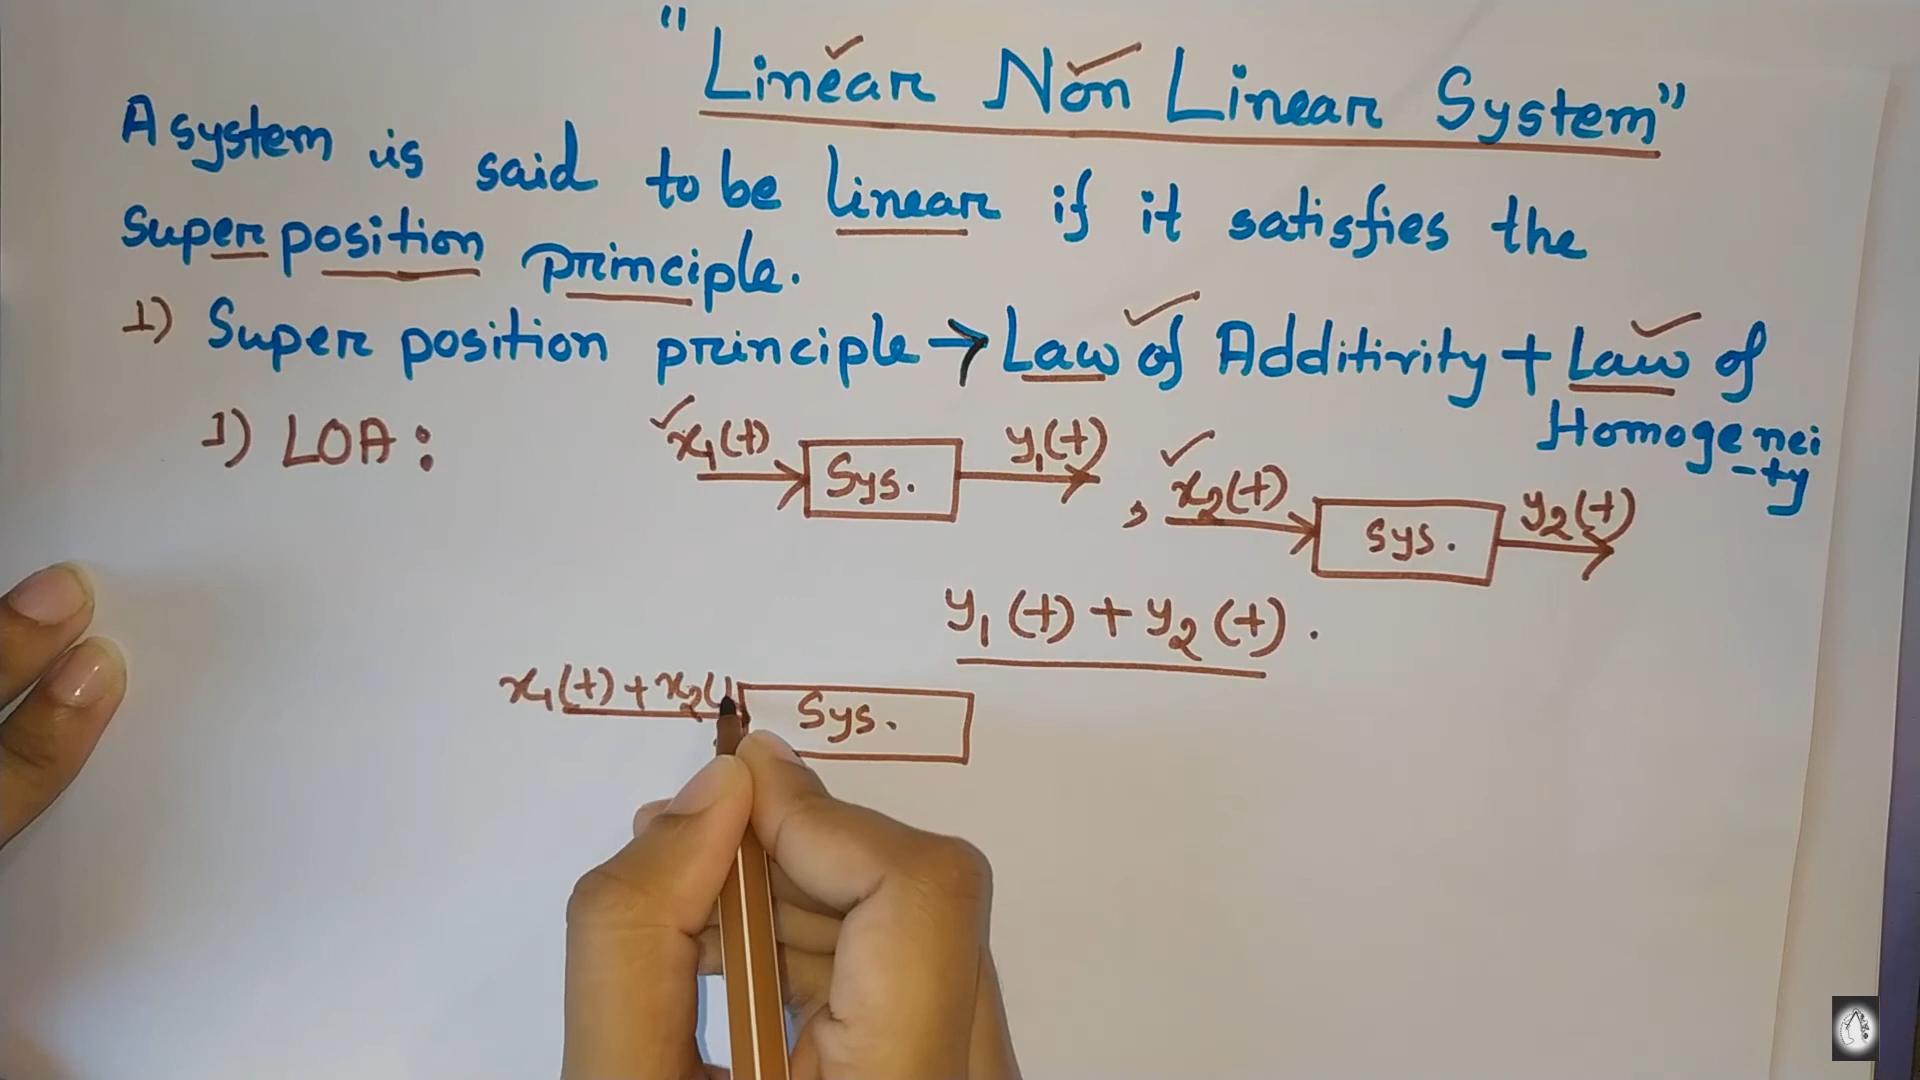 "Linear Non Linear System"
A system is said to be linear if it satisfies the
Super position principle.
1) Super position principle → Law of Additivity + Law of
Homogenei
-ty
1) LOA :
x₁(t) Sys. y₁(t) , x₂(t) Sys. y₂(t)
y₁(t) + y₂(t) .
x₁(t) + x₂( Sys.